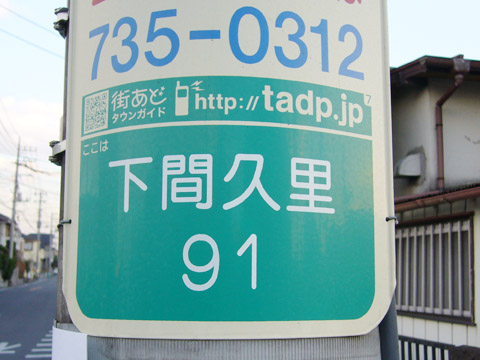 735-0312
街あど
タウンガイド
http://tadp.jp
7
ここは
下間久里
91